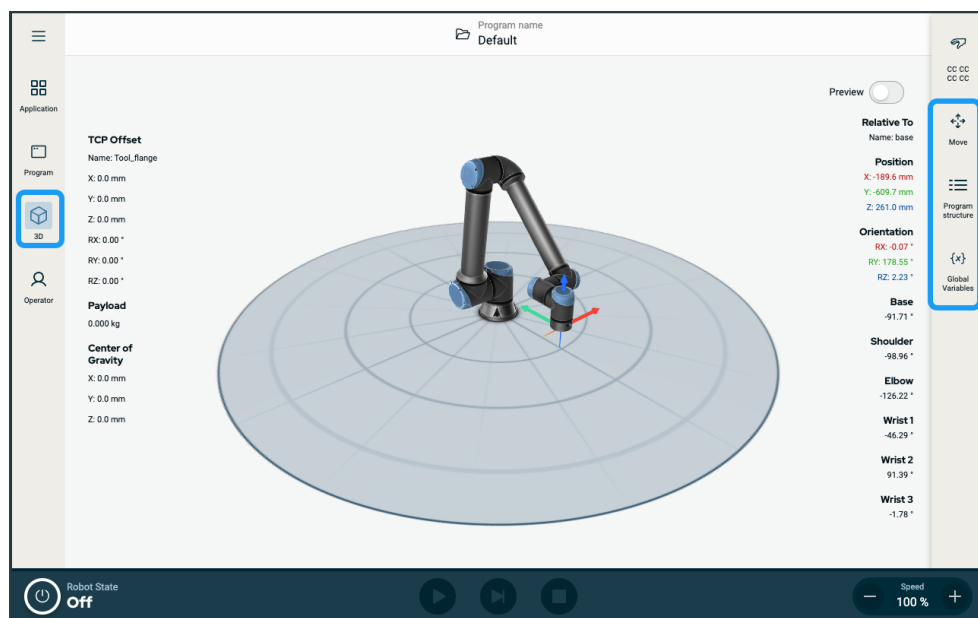 Program name
Default
Application
Program
3D
Operator
TCP Offset
Name: Tool_flange
X: 0.0 mm
Y: 0.0 mm
Z: 0.0 mm
RX: 0.00 °
RY: 0.00 °
RZ: 0.00 °
Payload
0.000 kg
Center of
Gravity
X: 0.0 mm
Y: 0.0 mm
Z: 0.0 mm
Preview
Relative To
Name: base
Position
X: -189.6 mm
Y: -609.7 mm
Z: 261.0 mm
Orientation
RX: -0.07 °
RY: 178.55 °
RZ: 2.23 °
Base
-91.71 °
Shoulder
-98.96 °
Elbow
-126.22 °
Wrist 1
-46.29 °
Wrist 2
91.39 °
Wrist 3
-1.78 °
CC CC
CC CC
Move
Program
structure
{x}
Global
Variables
Robot State
Off
Speed
100 %